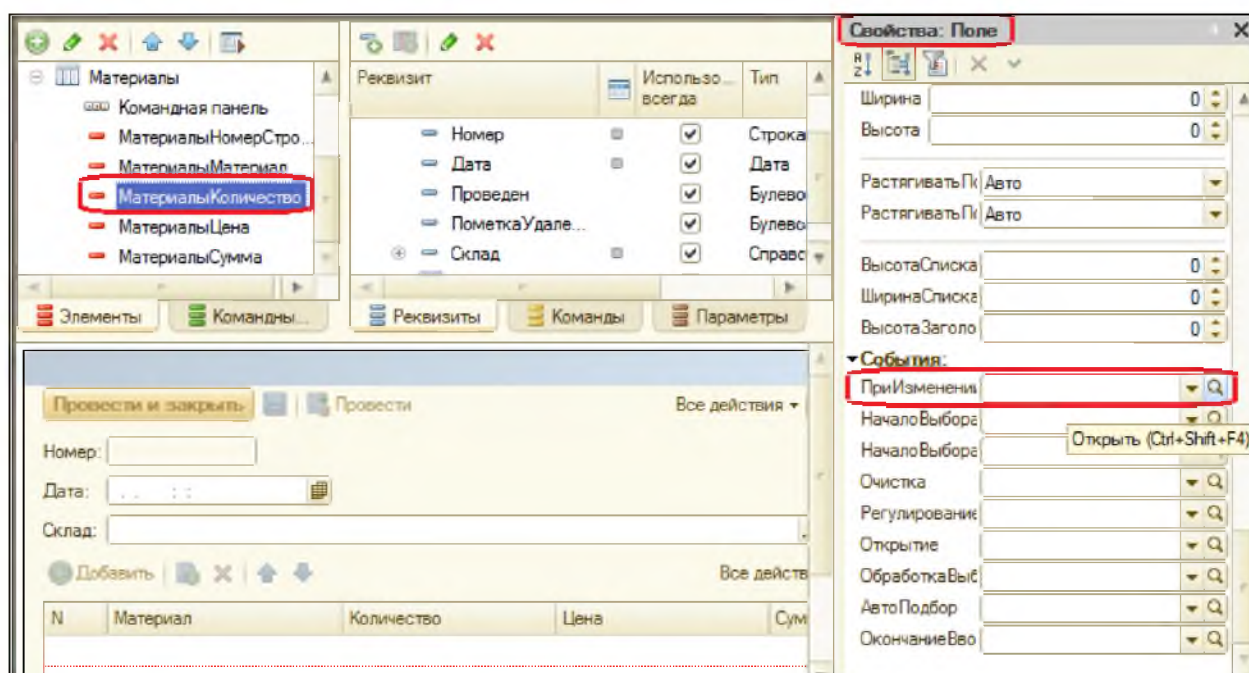 Материалы
Командная панель
МатериалыНомерСтро...
МатериалыМатериал
МатериалыКоличество
МатериалыЦена
МатериалыСумма
Элементы
Командны...
Реквизит
Использо...
всегда
Тип
Номер
Строка
Дата
Дата
Проведен
Булево
ПометкаУдале...
Булево
Склад
Справс
Реквизиты
Команды
Параметры
Провести и закрыть
Провести
Все действия
Номер:
Дата:
. . : :
Склад:
Добавить
Все действ
N
Материал
Количество
Цена
Сум
Свойства: Поле
Ширина
0
Высота
0
РастягиватьПо
Авто
РастягиватьПо
Авто
ВысотаСписка
0
ШиринаСписка
0
ВысотаЗаголо
0
События:
ПриИзменени
НачалоВыбора
Открыть (Ctrl+Shift+F4)
НачалоВыбора
Очистка
Регулирование
Открытие
ОбработкаВыб
АвтоПодбор
ОкончаниеВво